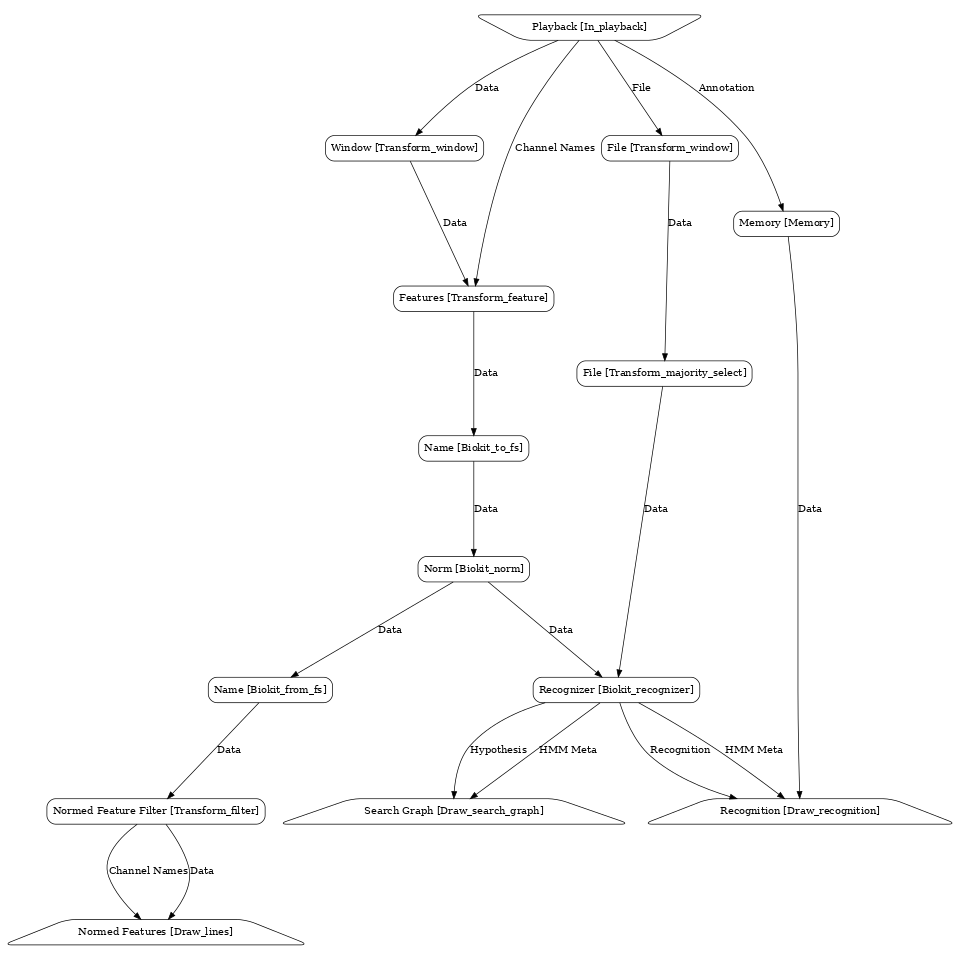 Playback [In_playback]
Data
File
Annotation
Window [Transform_window]
Channel Names
File [Transform_window]
Data
Data
Memory [Memory]
Features [Transform_feature]
Data
File [Transform_majority_select]
Name [Biokit_to_fs]
Data
Data
Data
Norm [Biokit_norm]
Data
Data
Name [Biokit_from_fs]
Recognizer [Biokit_recognizer]
Data
Hypothesis
HMM Meta
Recognition
HMM Meta
Normed Feature Filter [Transform_filter]
Search Graph [Draw_search_graph]
Recognition [Draw_recognition]
Channel Names
Data
Normed Features [Draw_lines]